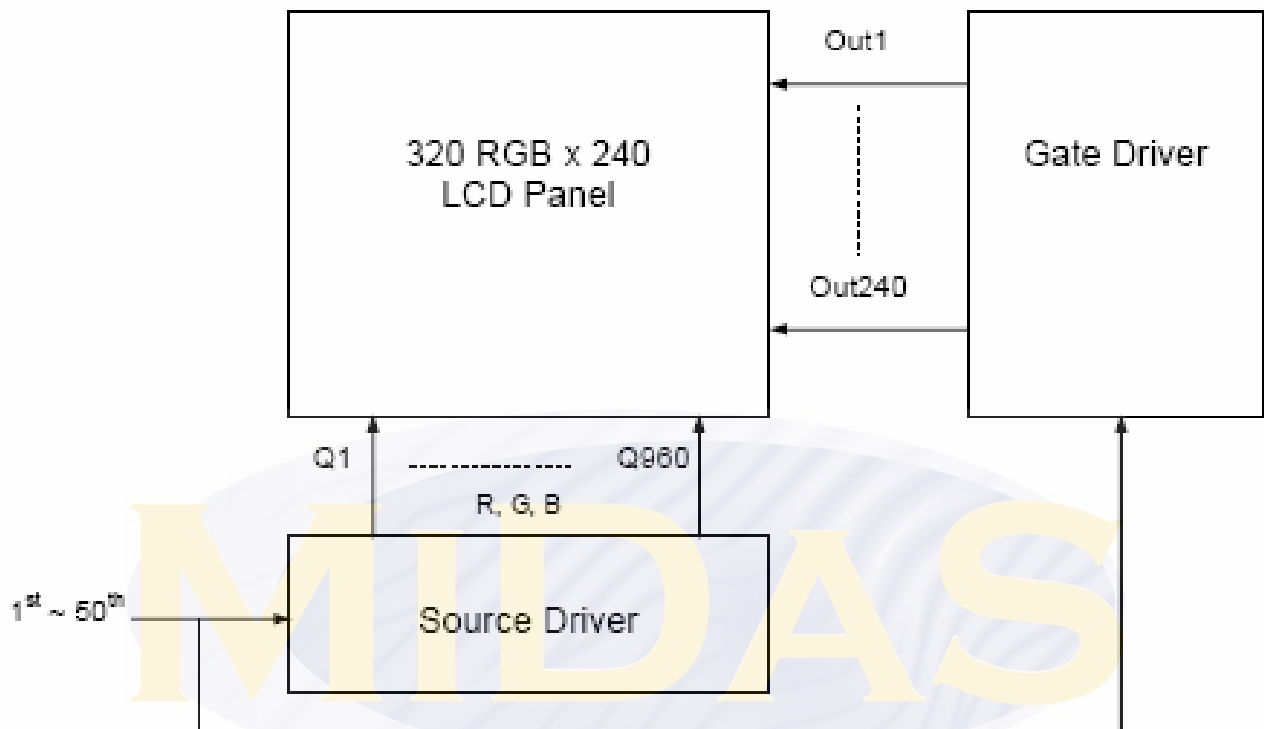 Out1
320 RGB x 240
LCD Panel
Gate Driver
Out240
Q1
Q960
R, G, B
1st ~ 50th
Source Driver
MIDAS